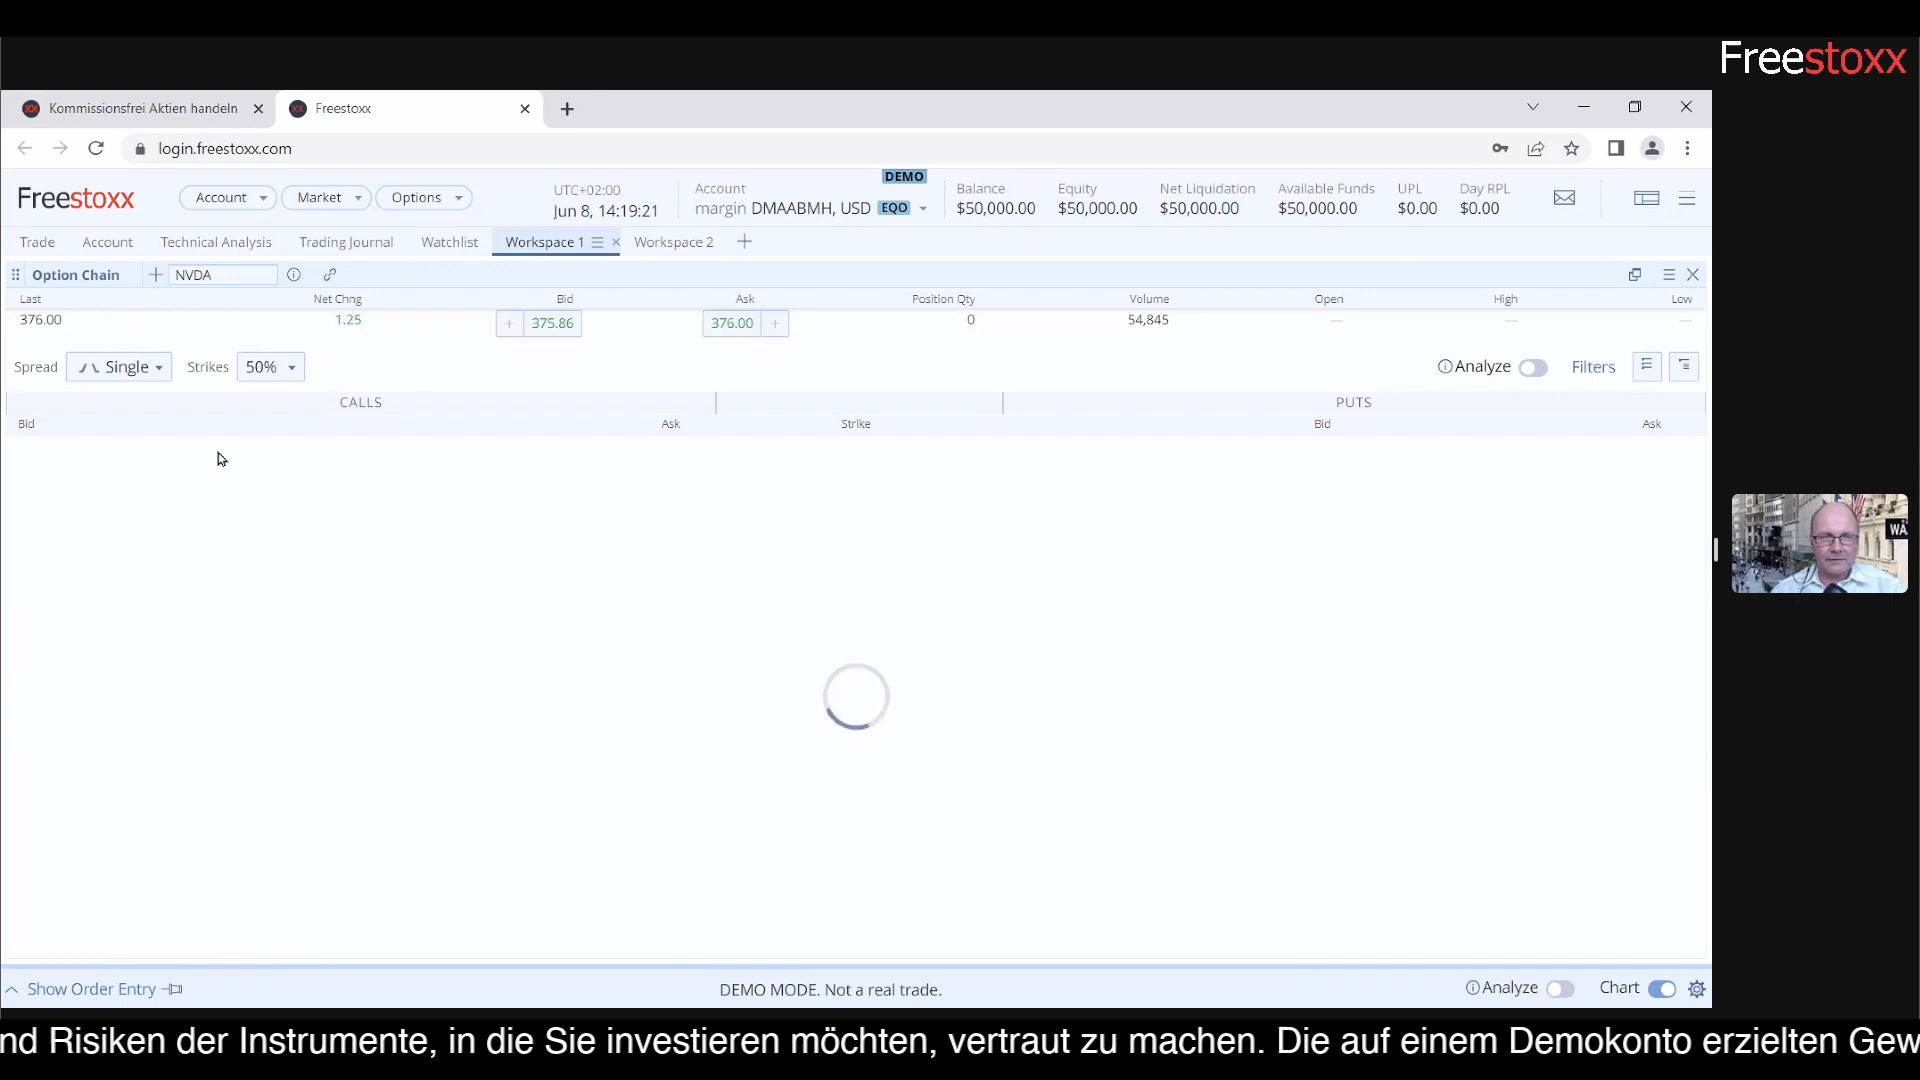 Freestoxx
Kommissionsfrei Aktien handeln
Freestoxx
login.freestoxx.com
Freestoxx
Account
Market
Options
UTC+02:00
Jun 8, 14:19:21
Account
DEMO
margin DMAABMH, USD EQO
Balance
$50,000.00
Equity
$50,000.00
Net Liquidation
$50,000.00
Available Funds
$50,000.00
UPL
$0.00
Day RPL
$0.00
Trade
Account
Technical Analysis
Trading Journal
Watchlist
Workspace 1
Workspace 2
Option Chain
NVDA
Last Net Chng Bid Ask Position Qty Volume Open High Low
376.00 1.25 + 375.86 376.00 + 0 54,845 — — —
Spread Single Strikes 50% Analyze Filters
CALLS PUTS
Bid Ask Strike Bid Ask
WA
Show Order Entry
DEMO MODE. Not a real trade.
Analyze
Chart
nd Risiken der Instrumente, in die Sie investieren möchten, vertraut zu machen. Die auf einem Demokonto erzielten Gew